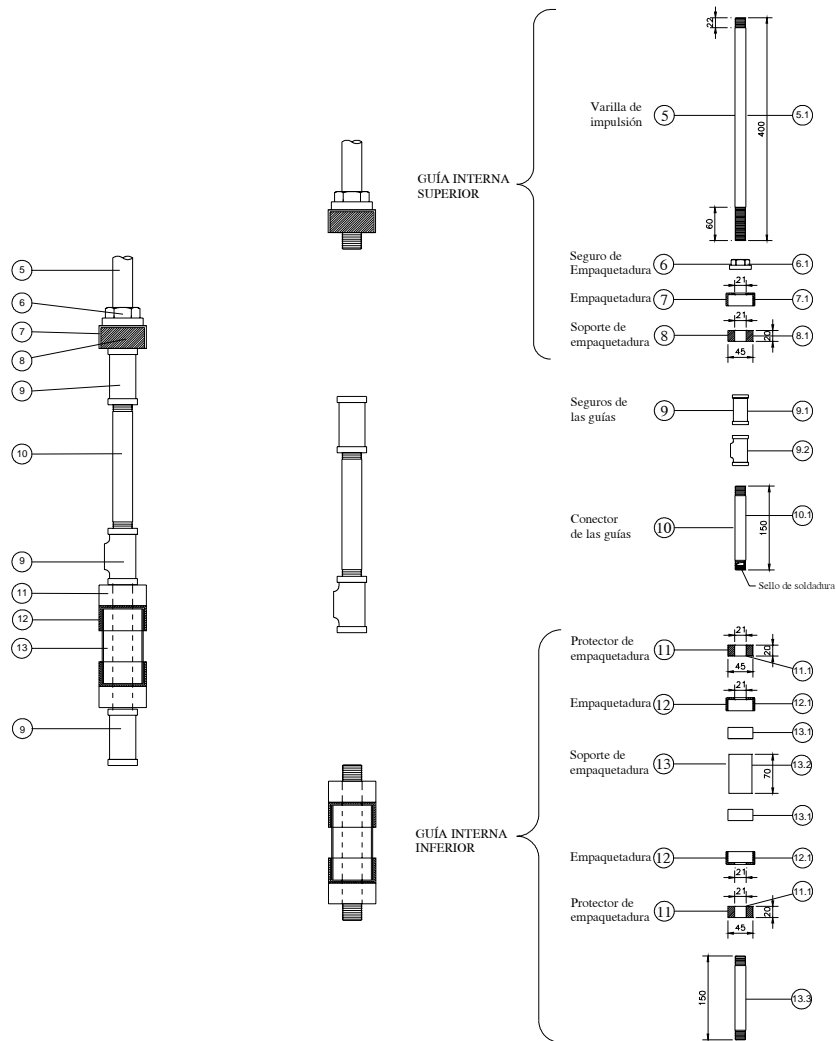 5
6
7
8
9
10
9
11
12
13
9
GUÍA INTERNA
SUPERIOR
22
Varilla de
impulsión
5
5.1
400
60
Seguro de
Empaquetadura
6
6.1
21
Empaquetadura
7
7.1
21
Soporte de
empaquetadura
8
20
8.1
45
Seguros de
las guías
9
9.1
9.2
Conector
de las guías
10
150
10.1
Sello de soldadura
GUÍA INTERNA
INFERIOR
21
Protector de
empaquetadura
11
20
45
11.1
21
Empaquetadura
12
12.1
13.1
Soporte de
empaquetadura
13
70
13.2
13.1
Empaquetadura
12
12.1
21
21
11.1
Protector de
empaquetadura
11
20
45
150
13.3